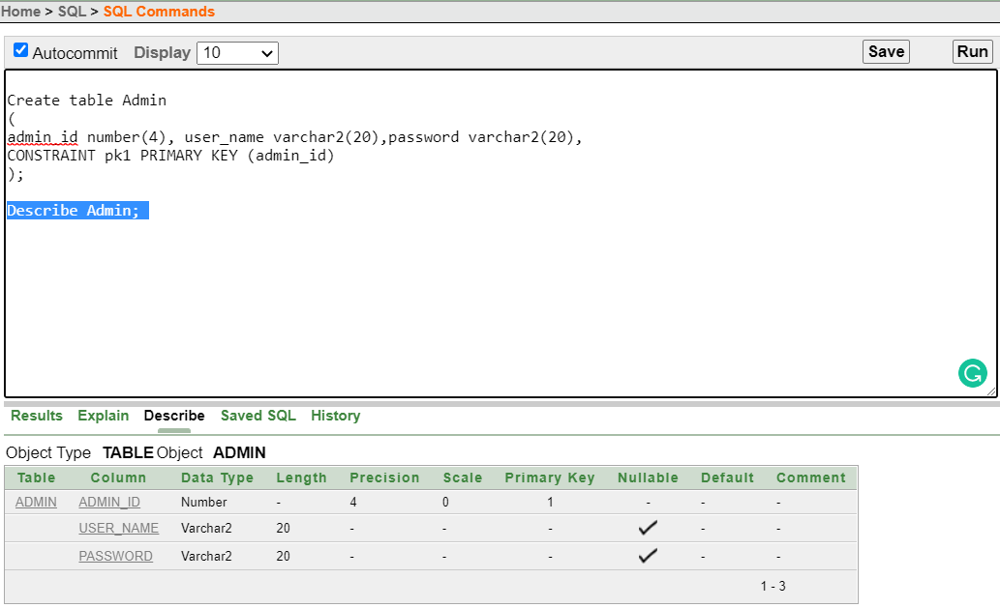 Home > SQL > SQL Commands
Autocommit Display 10 Save Run
Create table Admin
(
admin_id number(4), user_name varchar2(20),password varchar2(20),
CONSTRAINT pk1 PRIMARY KEY (admin_id)
);
Describe Admin;
Results Explain Describe Saved SQL History
Object Type TABLE Object ADMIN
Table Column Data Type Length Precision Scale Primary Key Nullable Default Comment
ADMIN ADMIN_ID Number - 4 0 1 - - -
USER_NAME Varchar2 20 - - - ✓ - -
PASSWORD Varchar2 20 - - - ✓ - -
1 - 3